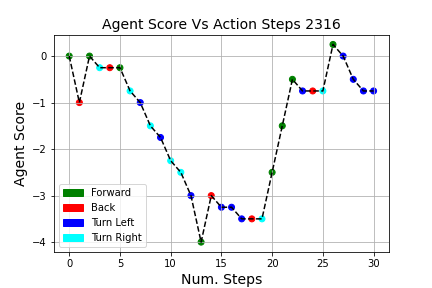 Agent Score Vs Action Steps 2316
Agent Score
0
−1
−2
−3
−4
Forward
Back
Turn Left
Turn Right
0 5 10 15 20 25 30
Num. Steps